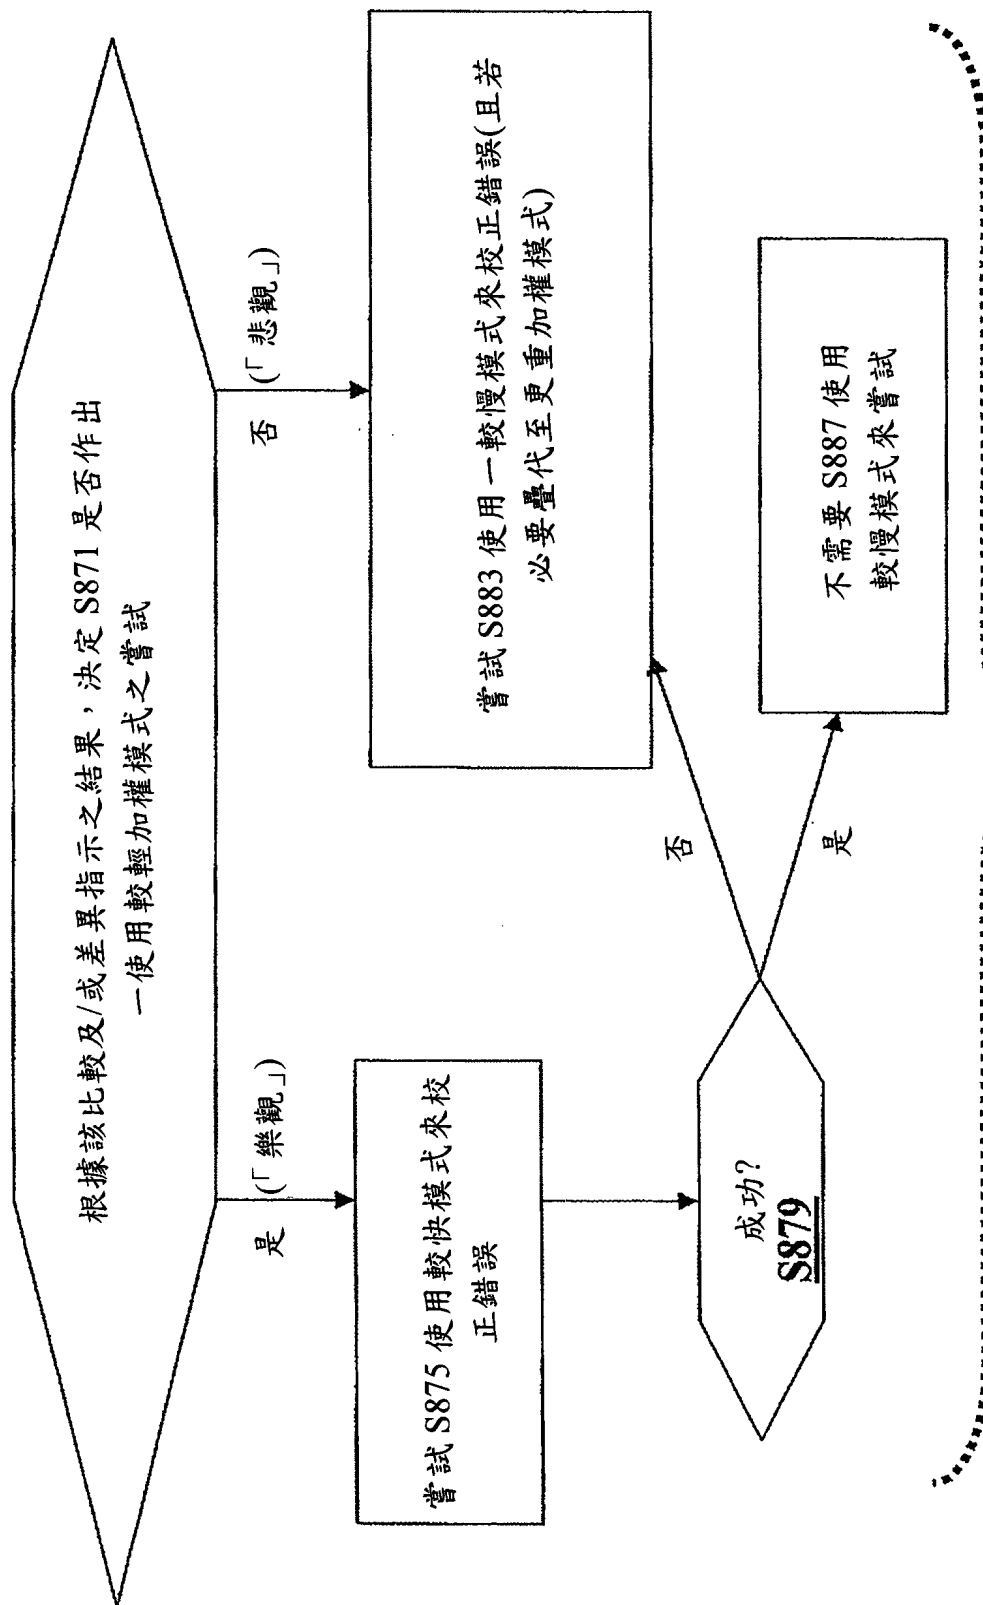 根據該比較及/或差異指示之結果，決定 S871 是否作出
一使用較輕加權模式之嘗試
是
(「樂觀」)
否
(「悲觀」)
嘗試 S875 使用較快模式來校
正錯誤
嘗試 S883 使用一較慢模式來校正錯誤(且若
必要疊代至更重加權模式)
成功?
S879
否
是
不需要 S887 使用
較慢模式來嘗試